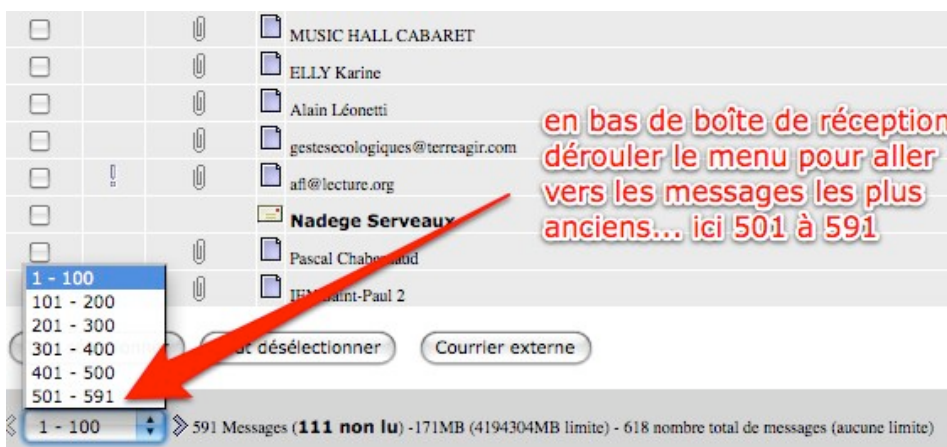 MUSIC HALL CABARET
ELLY Karine
Alain Léonetti
gestesecologiques@terreagir.com
afl@lecture.org
Nadege Serveaux
Pascal
Saint-Paul 2
en bas de boîte de réception
dérouler le menu pour aller
vers les messages les plus
anciens... ici 501 à 591
1 - 100
101 - 200
201 - 300
301 - 400
401 - 500
501 - 591
désélectionner
Courrier externe
1 - 100
591 Messages (111 non lu) -171MB (4194304MB limite) - 618 nombre total de messages (aucune limite)